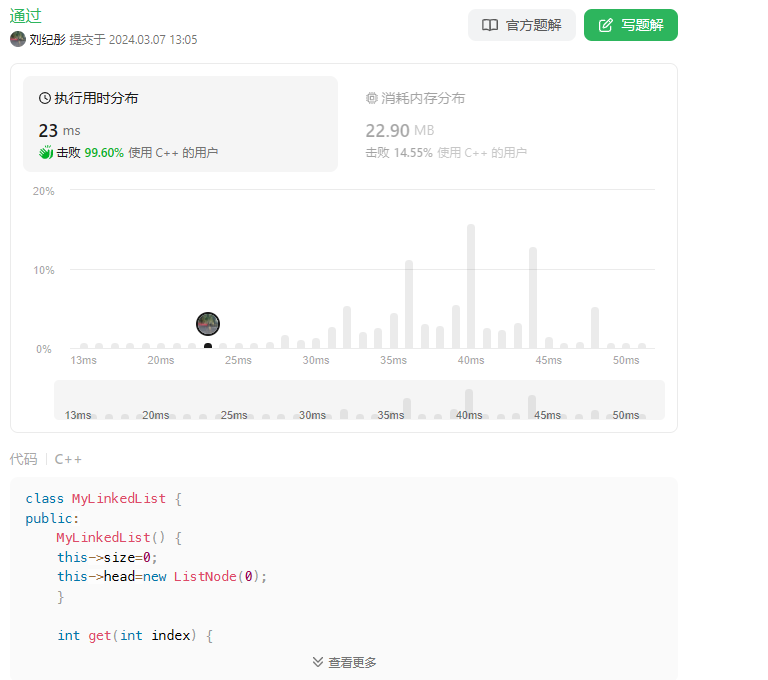 通过
官方题解
写题解
刘纪彤 提交于 2024.03.07 13:05
执行用时分布
消耗内存分布
23 ms
22.90 MB
击败 99.60% 使用 C++ 的用户
击败 14.55% 使用 C++ 的用户
20%
10%
0%
13ms 20ms 25ms 30ms 35ms 40ms 45ms 50ms
13ms 20ms 25ms 30ms 35ms 40ms 45ms 50ms
代码 C++
class MyLinkedList {
public:
    MyLinkedList() {
    this->size=0;
    this->head=new ListNode(0);
    }

    int get(int index) {
查看更多